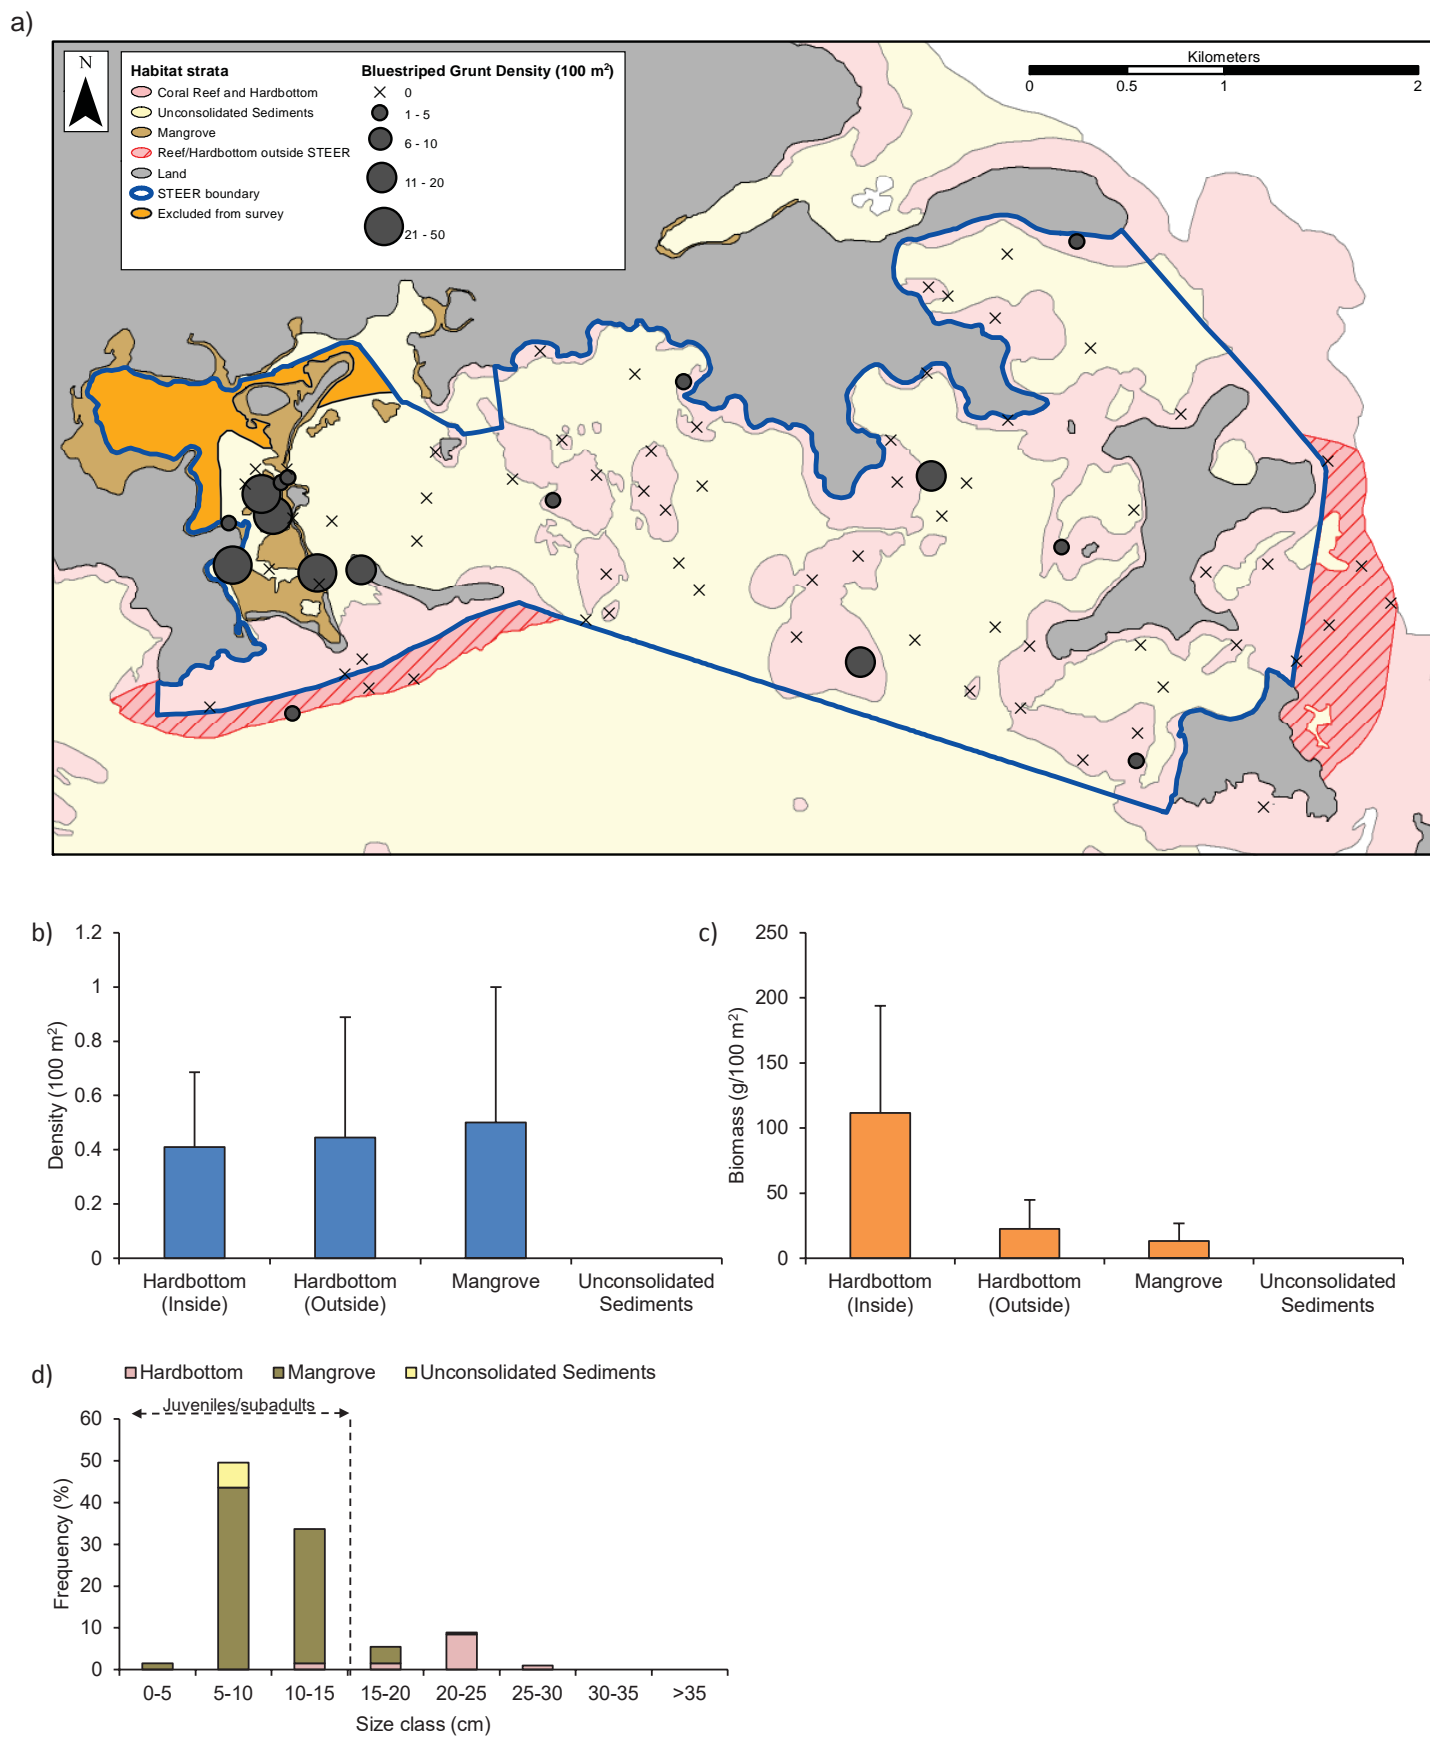 a)
N
Habitat strata
Coral Reef and Hardbottom
Unconsolidated Sediments
Mangrove
Reef/Hardbottom outside STEER
Land
STEER boundary
Excluded from survey
Bluestriped Grunt Density (100 m²)
0
1 - 5
6 - 10
11 - 20
21 - 50
Kilometers
0 0.5 1 2
b)
1.2
1
0.8
0.6
0.4
0.2
0
Density (100 m²)
Hardbottom (Inside)
Hardbottom (Outside)
Mangrove
Unconsolidated Sediments
c)
250
200
150
100
50
0
Biomass (g/100 m²)
Hardbottom (Inside)
Hardbottom (Outside)
Mangrove
Unconsolidated Sediments
d)
Hardbottom Mangrove Unconsolidated Sediments
Juveniles/subadults
60
50
40
30
20
10
0
Frequency (%)
0-5 5-10 10-15 15-20 20-25 25-30 30-35 >35
Size class (cm)